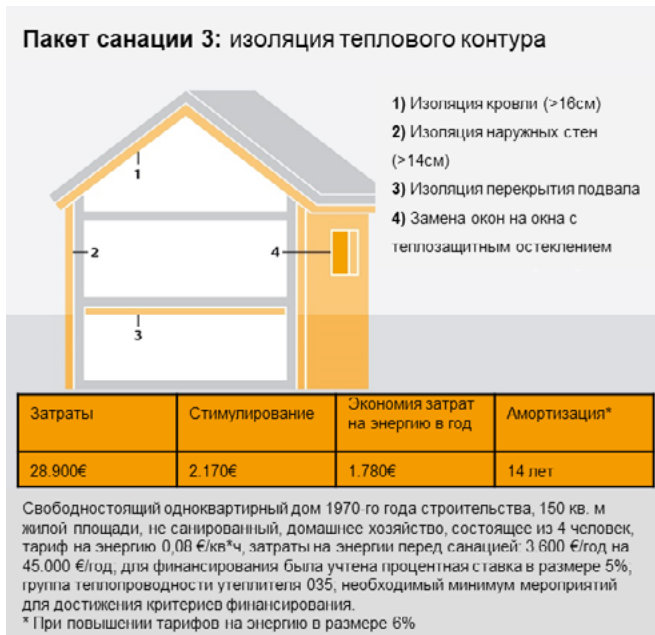 Пакет санации 3: изоляция теплового контура
1) Изоляция кровли (>16см)
2) Изоляция наружных стен
(>14см)
3) Изоляция перекрытия подвала
4) Замена окон на окна с
теплозащитным остеклением
1
2
4
3
Затраты
Стимулирование
Экономия затрат
на энергию в год
Амортизация*
28.900€
2.170€
1.780€
14 лет
Свободностоящий одноквартирный дом 1970-го года строительства, 150 кв. м
жилой площади, не санированный, домашнее хозяйство, состоящее из 4 человек,
тариф на энергию 0,08 €/кв*ч, затраты на энергии перед санацией: 3.600 €/год на
45.000 €/год; для финансирования была учтена процентная ставка в размере 5%;
группа теплопроводности утеплителя 035; необходимый минимум мероприятий
для достижения критериев финансирования.
* При повышении тарифов на энергию в размере 6%